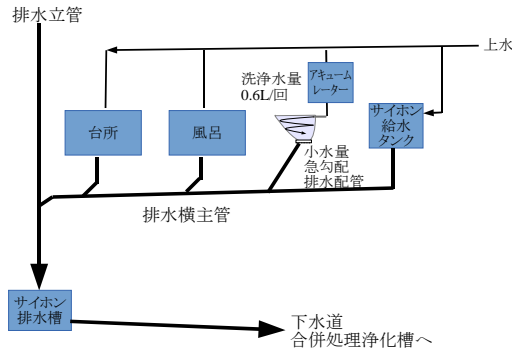 排水立管
上水
洗浄水量
0.6L/回
アキューム
レーター
台所
風呂
サイホン
給水
タンク
小水量
急勾配
排水配管
排水横主管
サイホン
排水槽
下水道
合併処理浄化槽へ